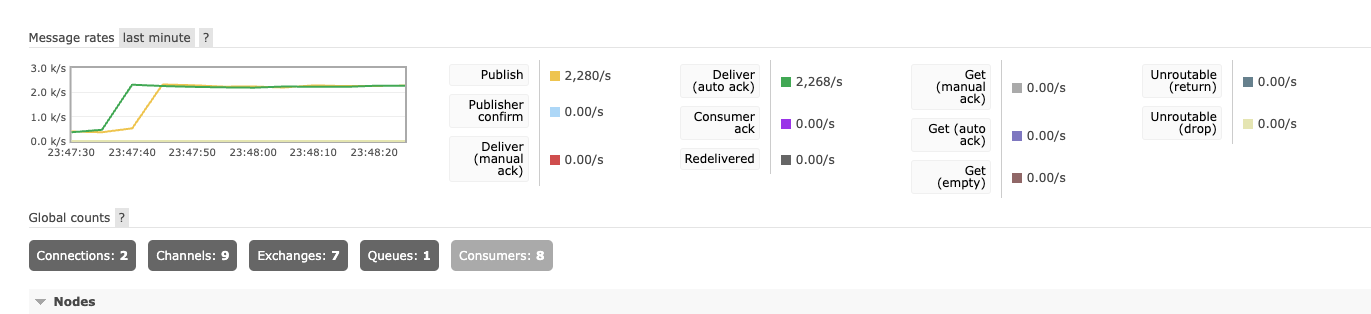 Message rates last minute ?
3.0 k/s
2.0 k/s
1.0 k/s
0.0 k/s
23:47:30 23:47:40 23:47:50 23:48:00 23:48:10 23:48:20
Publish
2,280/s
Publisher
confirm
0.00/s
Deliver
(manual
ack)
0.00/s
Deliver
(auto ack)
2,268/s
Consumer
ack
0.00/s
Redelivered
0.00/s
Get
(manual
ack)
0.00/s
Get (auto
ack)
0.00/s
Get
(empty)
0.00/s
Unroutable
(return)
0.00/s
Unroutable
(drop)
0.00/s
Global counts ?
Connections: 2 Channels: 9 Exchanges: 7 Queues: 1 Consumers: 8
Nodes